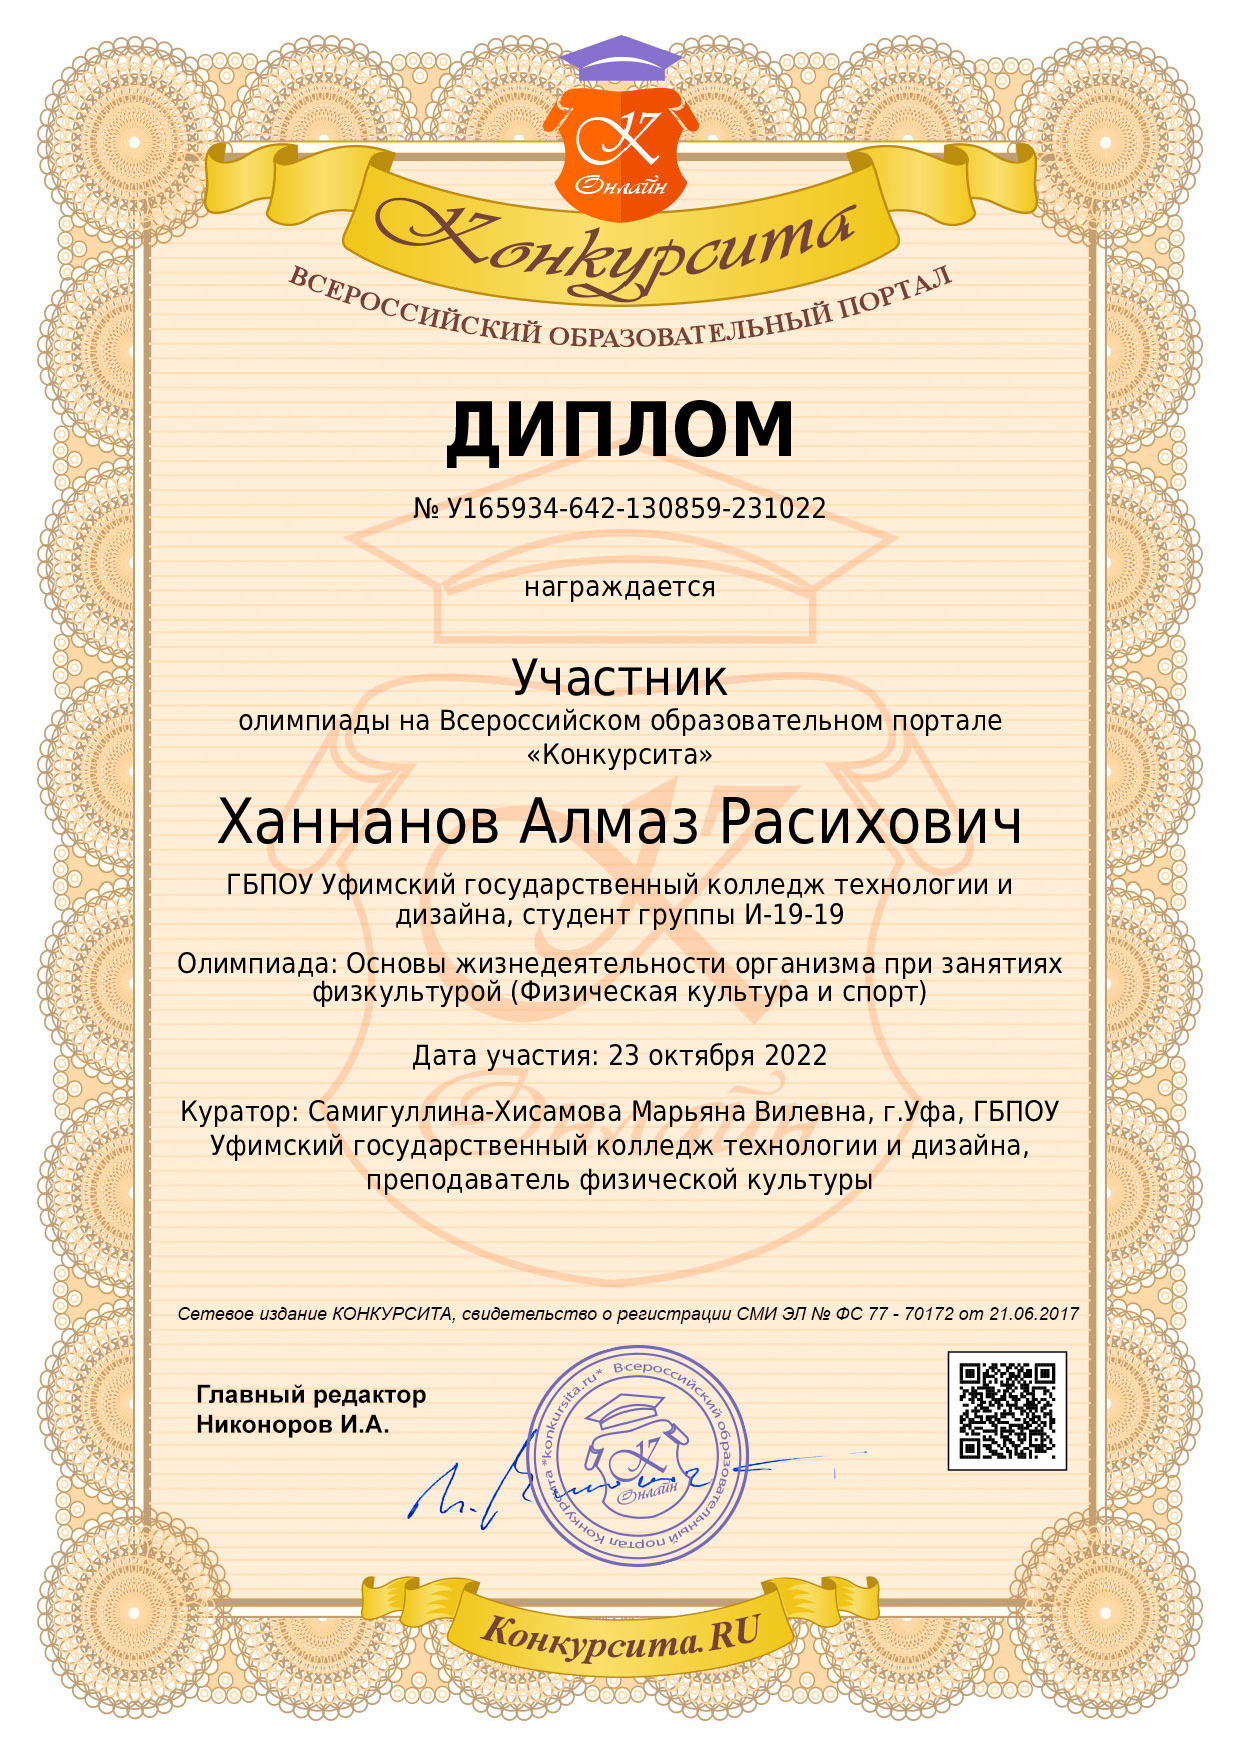 К
Онлайн
Конкурсита
ВСЕРОССИЙСКИЙ ОБРАЗОВАТЕЛЬНЫЙ ПОРТАЛ
ДИПЛОМ
№ У165934-642-130859-231022
награждается
Участник
олимпиады на Всероссийском образовательном портале
«Конкурсита»
Ханнанов Алмаз Расихович
ГБПОУ Уфимский государственный колледж технологии и
дизайна, студент группы И-19-19
Олимпиада: Основы жизнедеятельности организма при занятиях
физкультурой (Физическая культура и спорт)
Дата участия: 23 октября 2022
Куратор: Самигуллина-Хисамова Марьяна Вилевна, г.Уфа, ГБПОУ
Уфимский государственный колледж технологии и дизайна,
преподаватель физической культуры
Сетевое издание КОНКУРСИТА, свидетельство о регистрации СМИ ЭЛ № ФС 77 - 70172 от 21.06.2017
Главный редактор
Никоноров И.А.
Всероссийский образовательный портал Конкурсита *konkursita.ru*
К
Онлайн
Конкурсита.RU